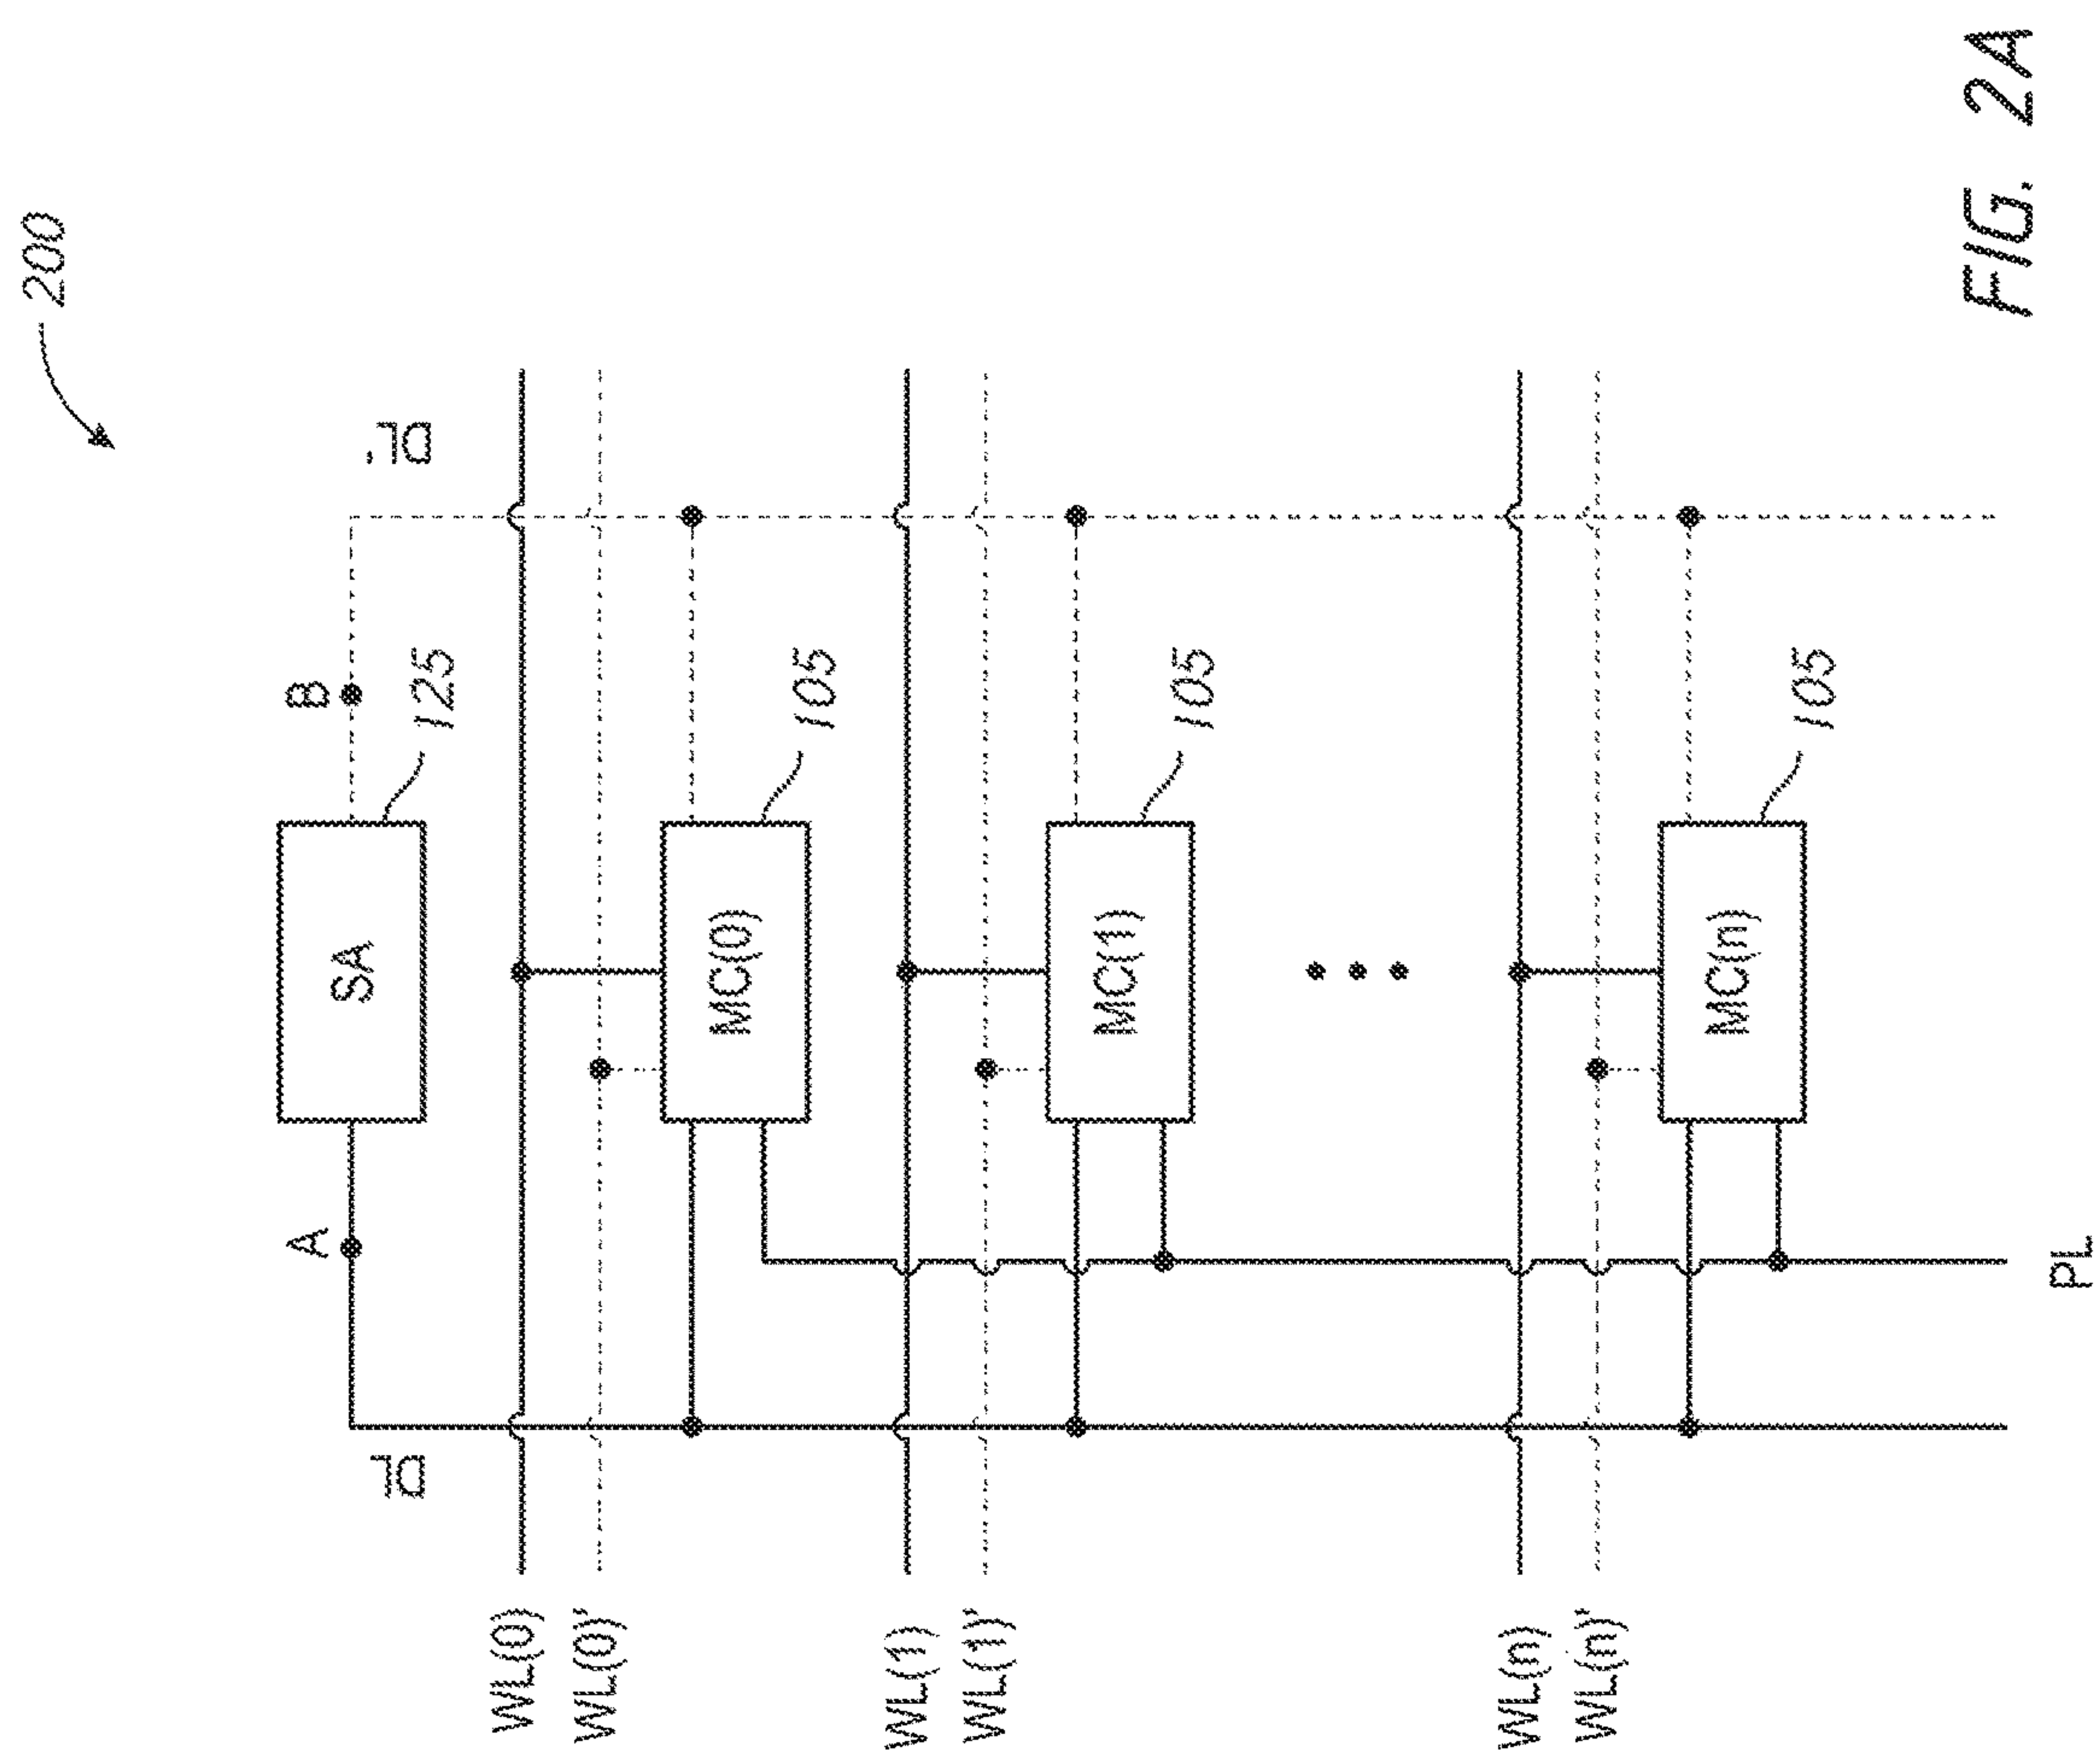 200
DL
DL'
A
B
SA
125
WL(0)
WL(0)'
MC(0)
105
WL(1)
WL(1)'
MC(1)
105
WL(n)
WL(n)'
MC(n)
105
PL
FIG. 2A